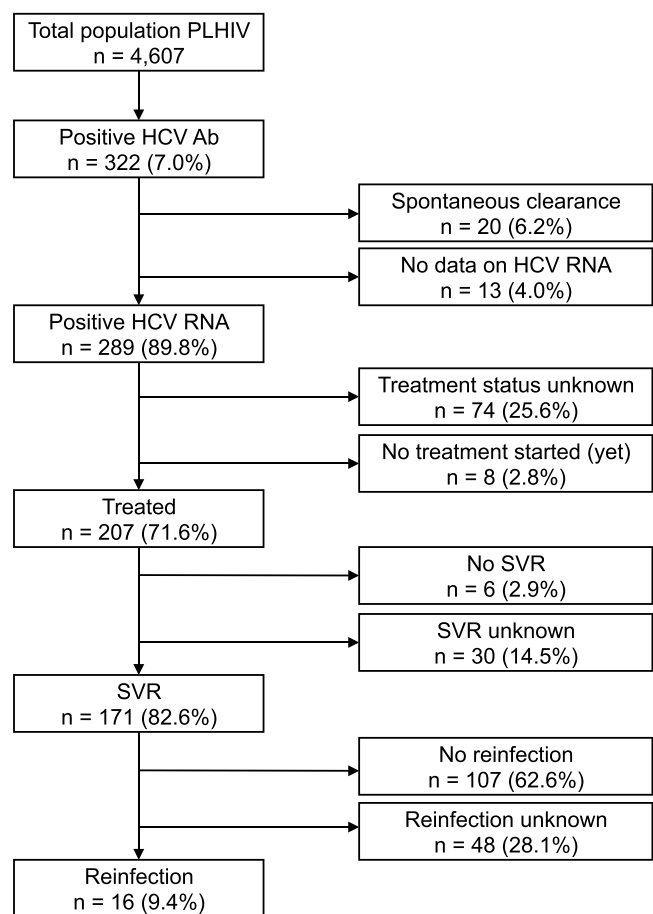 Total population PLHIV
n = 4,607
Positive HCV Ab
n = 322 (7.0%)
Spontaneous clearance
n = 20 (6.2%)
No data on HCV RNA
n = 13 (4.0%)
Positive HCV RNA
n = 289 (89.8%)
Treatment status unknown
n = 74 (25.6%)
No treatment started (yet)
n = 8 (2.8%)
Treated
n = 207 (71.6%)
No SVR
n = 6 (2.9%)
SVR unknown
n = 30 (14.5%)
SVR
n = 171 (82.6%)
No reinfection
n = 107 (62.6%)
Reinfection unknown
n = 48 (28.1%)
Reinfection
n = 16 (9.4%)